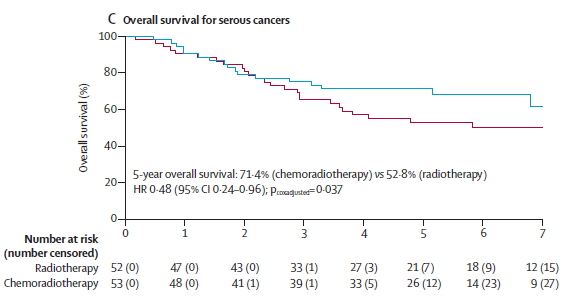 C Overall survival for serous cancers
100
80
60
40
20
0
Overall survival (%)
5-year overall survival: 71·4% (chemoradiotherapy) vs 52·8% (radiotherapy)
HR 0·48 (95% CI 0·24–0·96); pcoxadjusted=0·037
0 1 2 3 4 5 6 7
Number at risk
(number censored)
Radiotherapy 52 (0) 47 (0) 43 (0) 33 (1) 27 (3) 21 (7) 18 (9) 12 (15)
Chemoradiotherapy 53 (0) 48 (0) 41 (1) 39 (1) 33 (5) 26 (12) 14 (23) 9 (27)